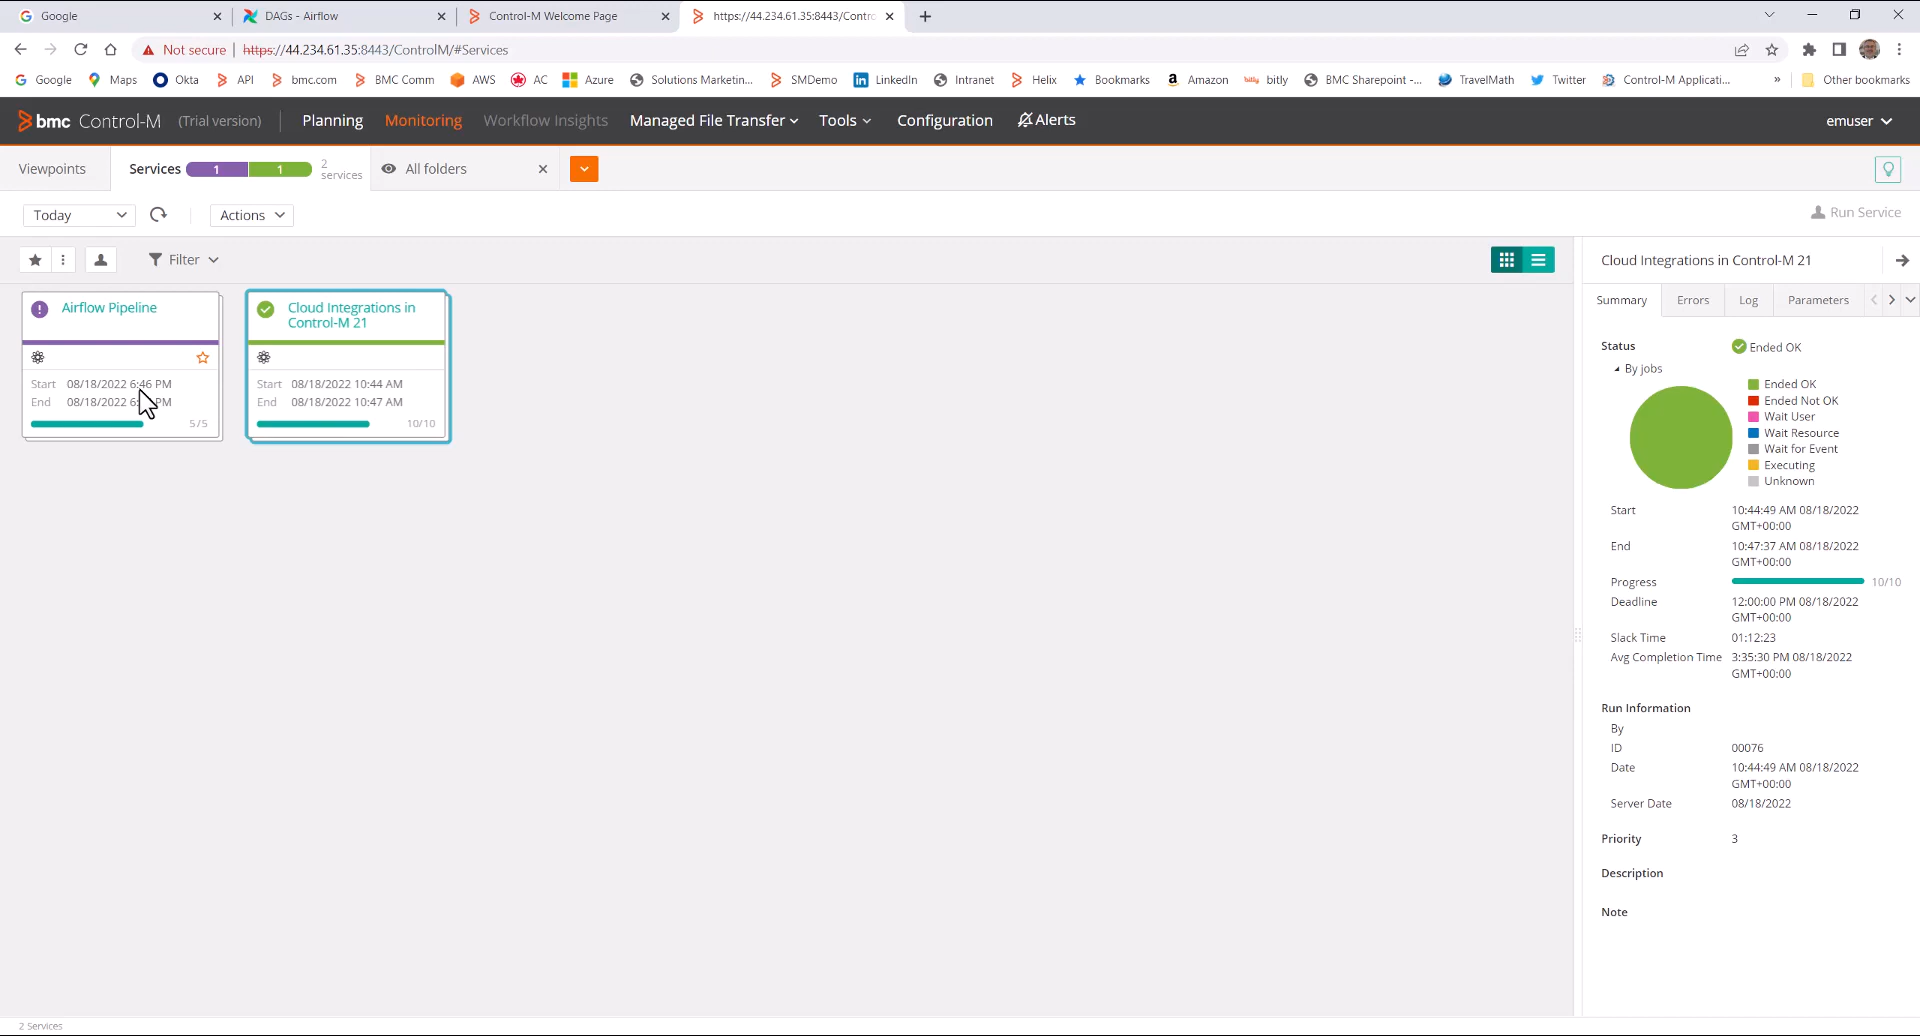 Google
DAGs - Airflow
Control-M Welcome Page
https://44.234.61.35:8443/Contro
Not secure
https://44.234.61.35:8443/ControlM/#Services
Google
Maps
Okta
API
bmc.com
BMC Comm
AWS
AC
Azure
Solutions Marketin...
SMDemo
LinkedIn
Intranet
Helix
Bookmarks
Amazon
bitly
BMC Sharepoint -...
TravelMath
Twitter
Control-M Applicati...
»
Other bookmarks
bmc Control-M (Trial version)
Planning
Monitoring
Workflow Insights
Managed File Transfer
Tools
Configuration
Alerts
emuser
Viewpoints
Services
1
1
2
services
All folders
Today
Actions
Run Service
Filter
Airflow Pipeline
Start 08/18/2022 6:46 PM
End 08/18/2022 PM
5/5
Cloud Integrations in
Control-M 21
Start 08/18/2022 10:44 AM
End 08/18/2022 10:47 AM
10/10
Cloud Integrations in Control-M 21
Summary
Errors
Log
Parameters
Status Ended OK
By jobs
Ended OK
Ended Not OK
Wait User
Wait Resource
Wait for Event
Executing
Unknown
Start 10:44:49 AM 08/18/2022
GMT+00:00
End 10:47:37 AM 08/18/2022
GMT+00:00
Progress 10/10
Deadline 12:00:00 PM 08/18/2022
GMT+00:00
Slack Time 01:12:23
Avg Completion Time 3:35:30 PM 08/18/2022
GMT+00:00
Run Information
By
ID 00076
Date 10:44:49 AM 08/18/2022
GMT+00:00
Server Date 08/18/2022
Priority 3
Description
Note
2 Services